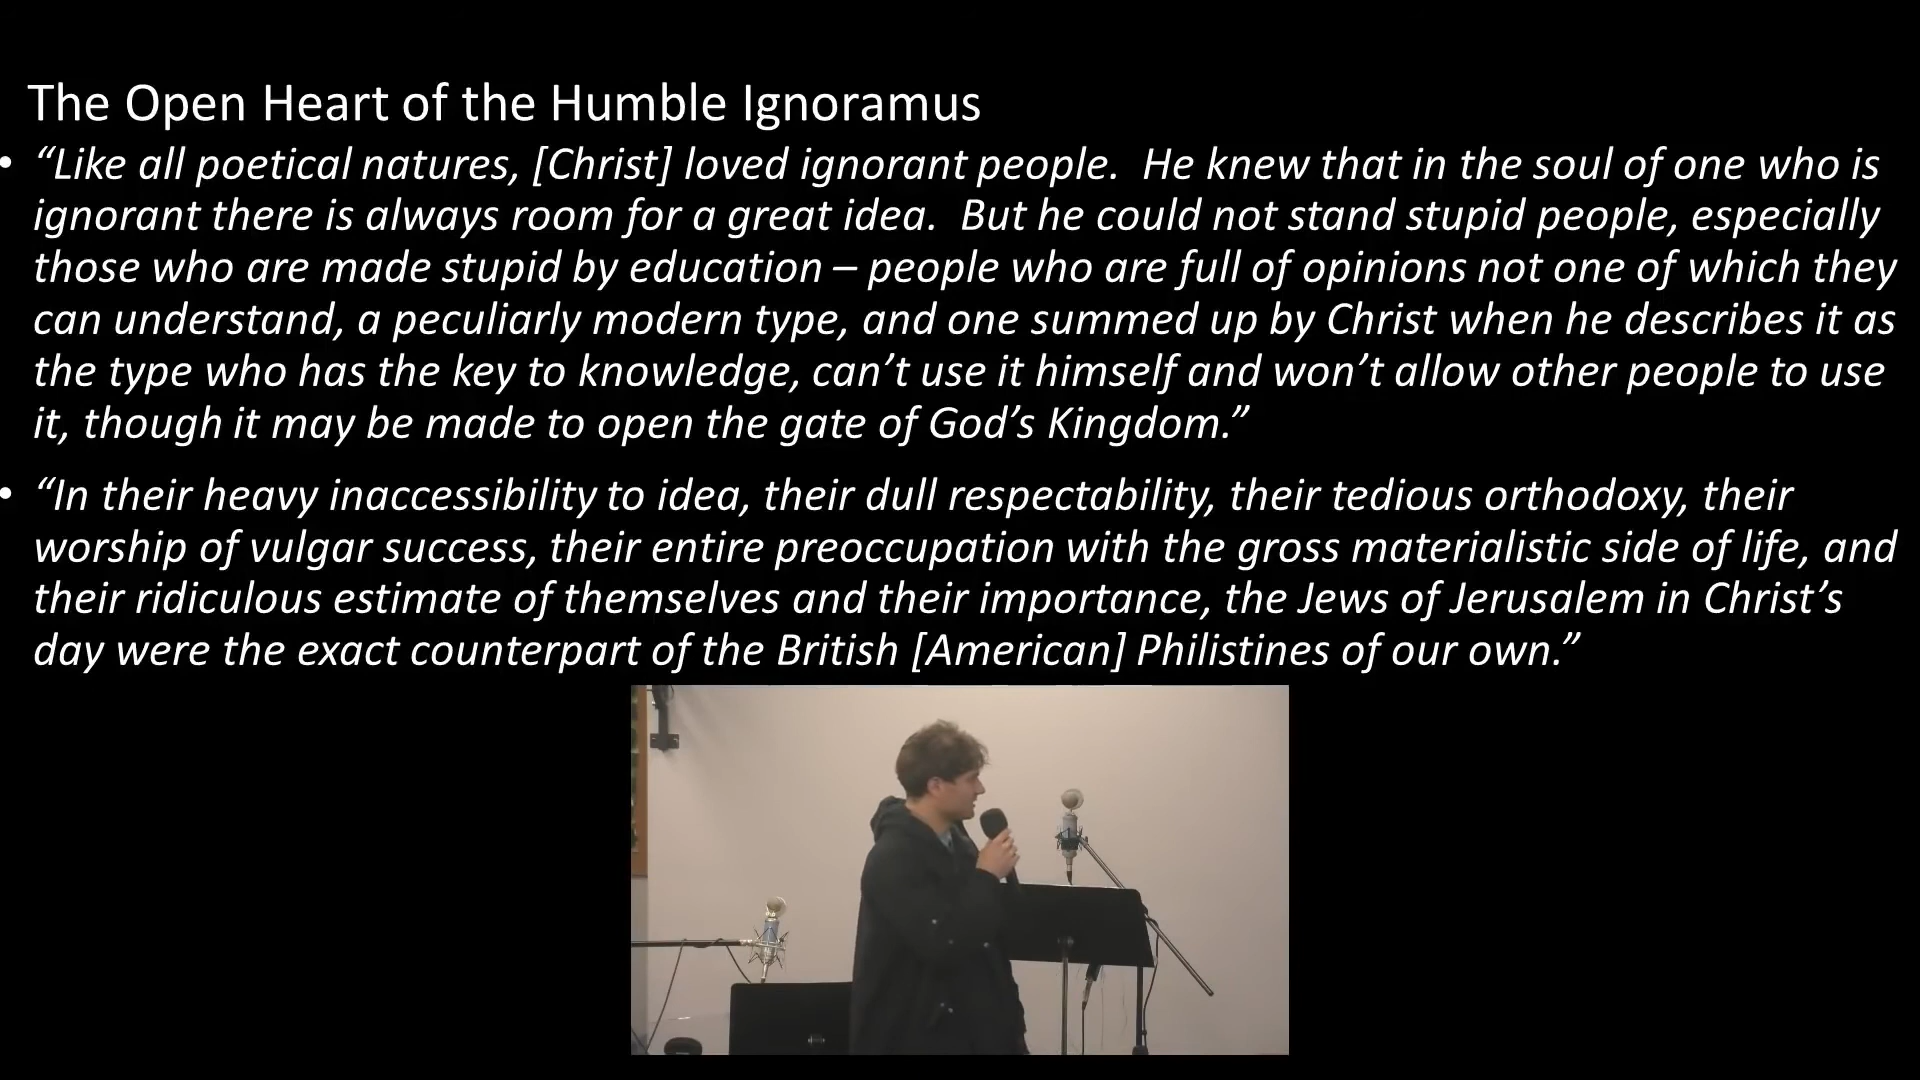 The Open Heart of the Humble Ignoramus
• “Like all poetical natures, [Christ] loved ignorant people.  He knew that in the soul of one who is
ignorant there is always room for a great idea.  But he could not stand stupid people, especially
those who are made stupid by education – people who are full of opinions not one of which they
can understand, a peculiarly modern type, and one summed up by Christ when he describes it as
the type who has the key to knowledge, can’t use it himself and won’t allow other people to use
it, though it may be made to open the gate of God’s Kingdom.”
• “In their heavy inaccessibility to idea, their dull respectability, their tedious orthodoxy, their
worship of vulgar success, their entire preoccupation with the gross materialistic side of life, and
their ridiculous estimate of themselves and their importance, the Jews of Jerusalem in Christ’s
day were the exact counterpart of the British [American] Philistines of our own.”